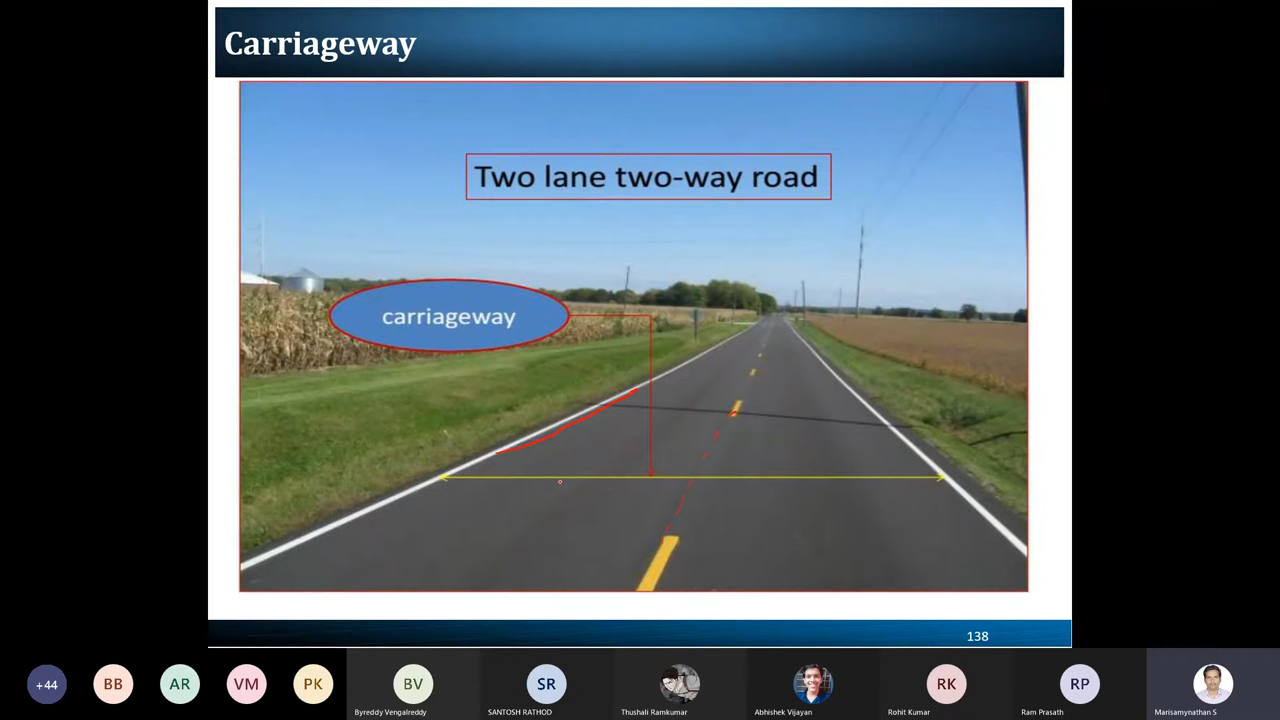 Carriageway
Two lane two-way road
carriageway
138
+44
BB
AR
VM
PK
BV
SR
RK
RP
Byreddy Vengalreddy
SANTOSH RATHOD
Thushali Ramkumar
Abhishek Vijayan
Rohit Kumar
Ram Prasath
Marisamynathan S